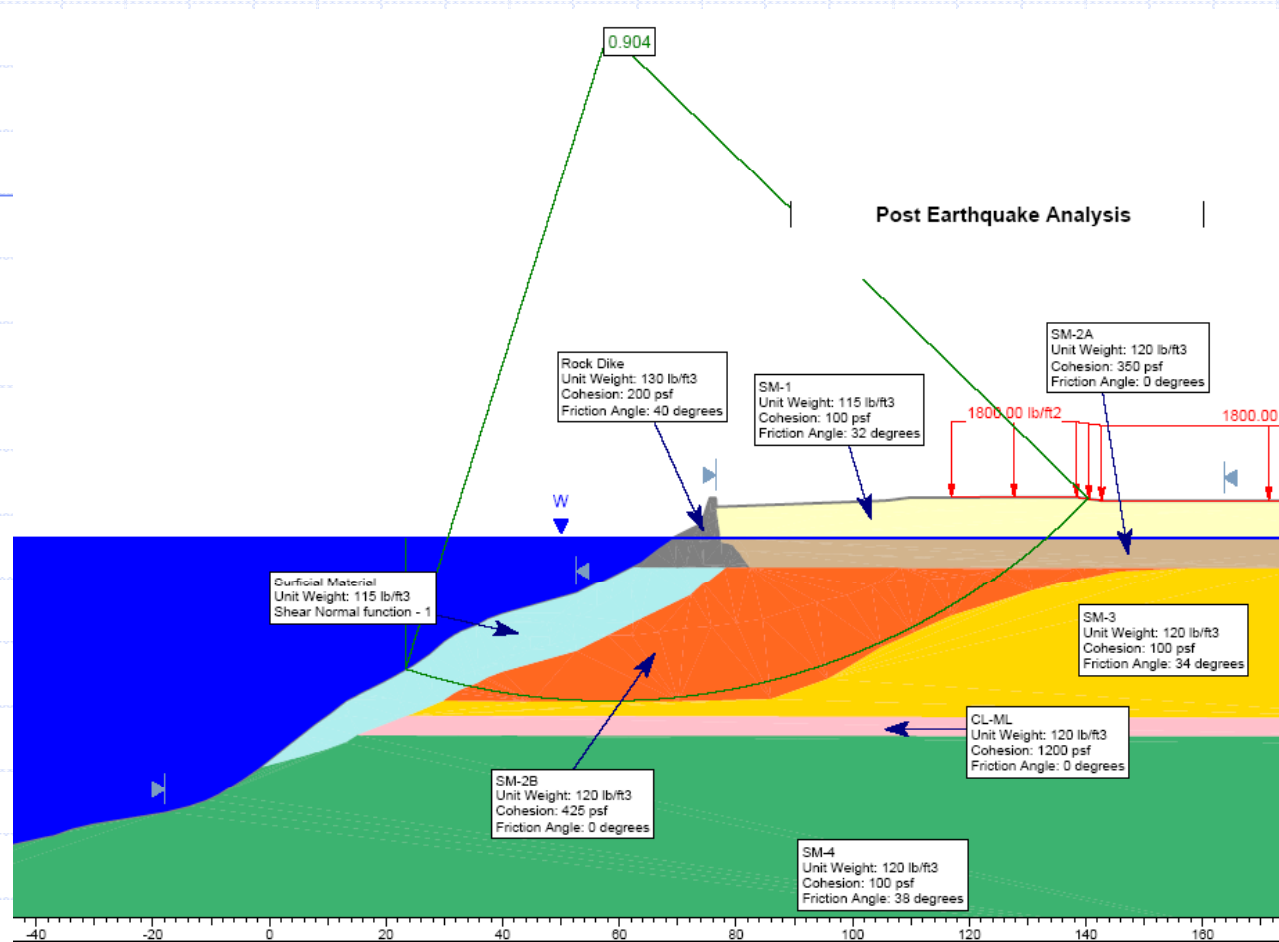 0.904
Post Earthquake Analysis
SM-2A
Unit Weight: 120 lb/ft3
Cohesion: 350 psf
Friction Angle: 0 degrees
Rock Dike
Unit Weight: 130 lb/ft3
Cohesion: 200 psf
Friction Angle: 40 degrees
SM-1
Unit Weight: 115 lb/ft3
Cohesion: 100 psf
Friction Angle: 32 degrees
1800.00 lb/ft2
1800.00
W
Surficial Material
Unit Weight: 115 lb/ft3
Shear Normal function - 1
SM-3
Unit Weight: 120 lb/ft3
Cohesion: 100 psf
Friction Angle: 34 degrees
CL-ML
Unit Weight: 120 lb/ft3
Cohesion: 1200 psf
Friction Angle: 0 degrees
SM-2B
Unit Weight: 120 lb/ft3
Cohesion: 425 psf
Friction Angle: 0 degrees
SM-4
Unit Weight: 120 lb/ft3
Cohesion: 100 psf
Friction Angle: 38 degrees
-40 -20 0 20 40 60 80 100 120 140 160